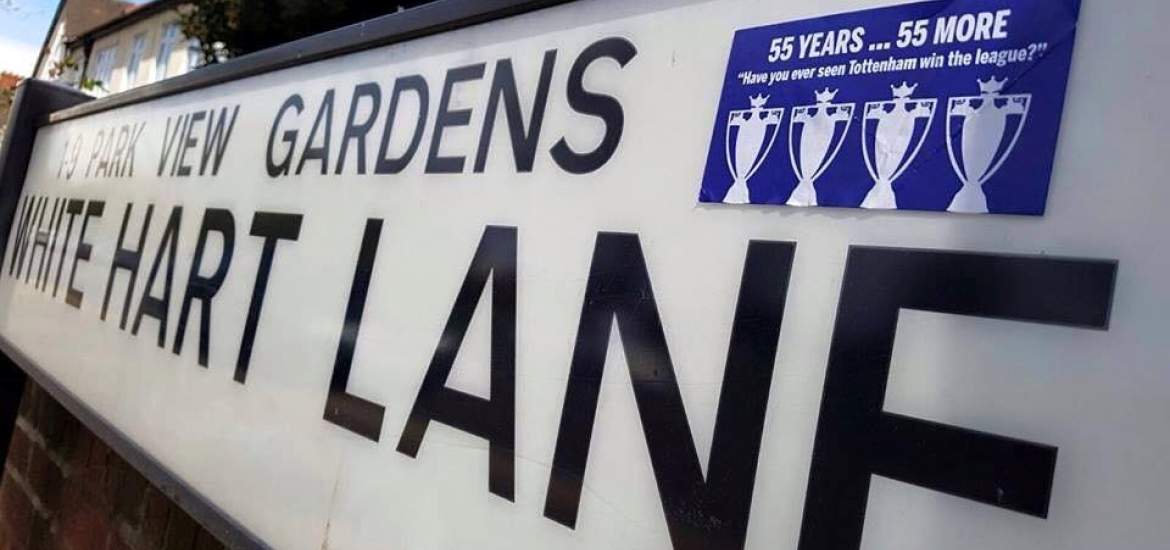 1-9 PARK VIEW GARDENS
WHITE HART LANE
55 YEARS ... 55 MORE
"Have you ever seen Tottenham win the league?"